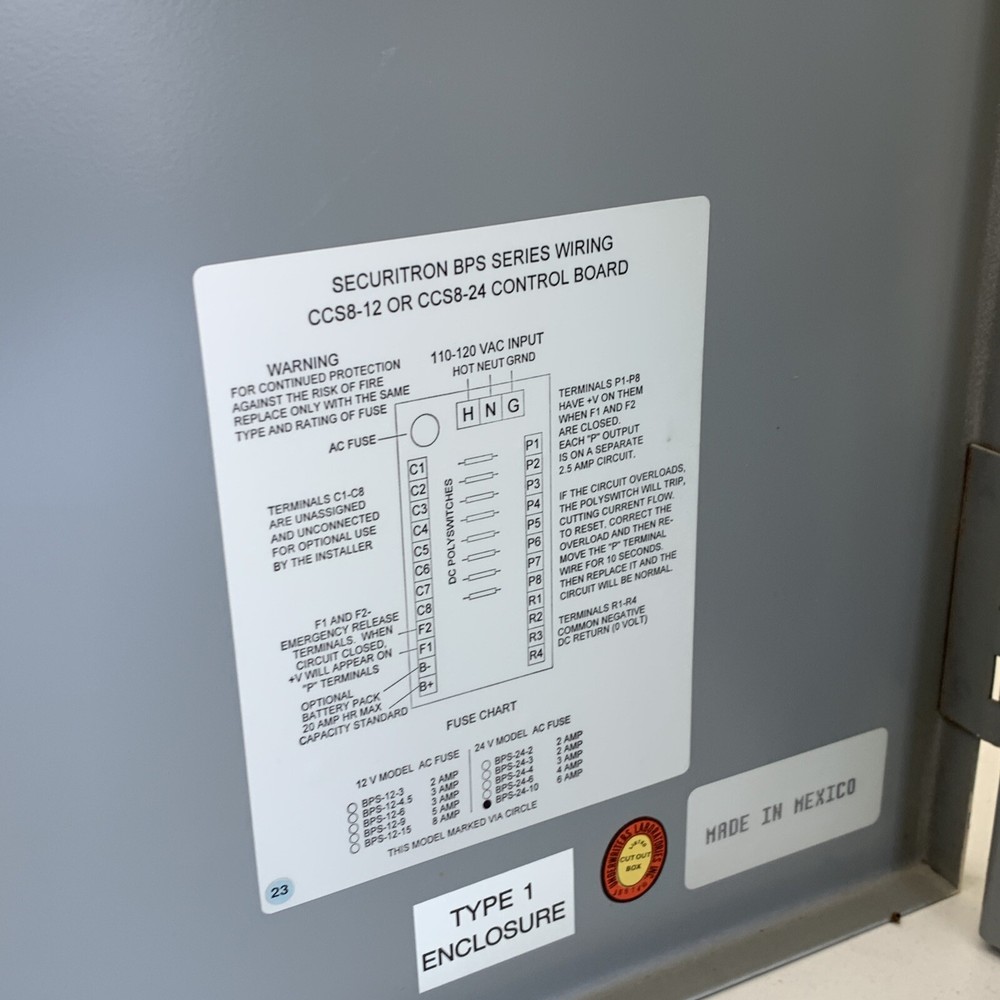 SECURITRON BPS SERIES WIRING
CCS8-12 OR CCS8-24 CONTROL BOARD
WARNING
FOR CONTINUED PROTECTION
AGAINST THE RISK OF FIRE
REPLACE ONLY WITH THE SAME
TYPE AND RATING OF FUSE
110-120 VAC INPUT
HOT NEUT GRND
H N G
AC FUSE
TERMINALS P1-P8
HAVE +V ON THEM
WHEN F1 AND F2
ARE CLOSED.
EACH "P" OUTPUT
IS ON A SEPARATE
2.5 AMP CIRCUIT.
C1
C2
C3
C4
C5
C6
C7
C8
F2
F1
B-
B+
DC POLYSWITCHES
P1
P2
P3
P4
P5
P6
P7
P8
R1
R2
R3
R4
TERMINALS C1-C8
ARE UNASSIGNED
AND UNCONNECTED
FOR OPTIONAL USE
BY THE INSTALLER
IF THE CIRCUIT OVERLOADS,
THE POLYSWITCH WILL TRIP,
CUTTING CURRENT FLOW.
TO RESET, CORRECT THE
OVERLOAD AND THEN RE-
MOVE THE "P" TERMINAL
WIRE FOR 10 SECONDS.
THEN REPLACE IT AND THE
CIRCUIT WILL BE NORMAL.
F1 AND F2-
EMERGENCY RELEASE
TERMINALS. WHEN
CIRCUIT CLOSED,
+V WILL APPEAR ON
"P" TERMINALS
TERMINALS R1-R4
COMMON NEGATIVE
DC RETURN (0 VOLT)
OPTIONAL
BATTERY PACK
20 AMP HR MAX
CAPACITY STANDARD
FUSE CHART
12 V MODEL AC FUSE
BPS-12-3 2 AMP
BPS-12-4.5 3 AMP
BPS-12-6 3 AMP
BPS-12-9 5 AMP
BPS-12-15 8 AMP
24 V MODEL AC FUSE
BPS-24-2 2 AMP
BPS-24-3 2 AMP
BPS-24-4 3 AMP
BPS-24-6 4 AMP
BPS-24-10 6 AMP
THIS MODEL MARKED VIA CIRCLE
23
TYPE 1
ENCLOSURE
UNDERWRITERS LABORATORIES INC.
CUT OUT
BOX
MADE IN MEXICO